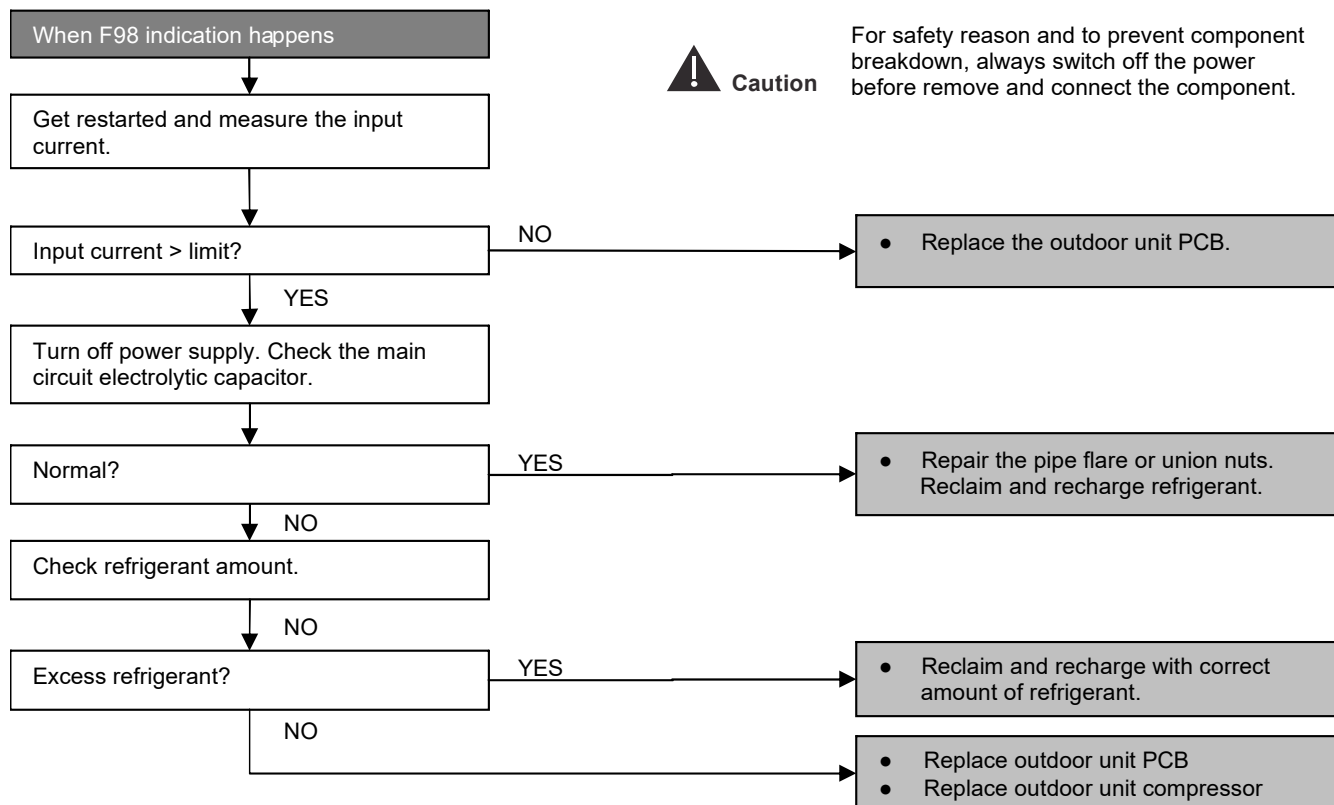 When F98 indication happens
Caution
For safety reason and to prevent component
breakdown, always switch off the power
before remove and connect the component.
Get restarted and measure the input
current.
Input current > limit?
NO
● Replace the outdoor unit PCB.
YES
Turn off power supply. Check the main
circuit electrolytic capacitor.
Normal?
YES
● Repair the pipe flare or union nuts.
Reclaim and recharge refrigerant.
NO
Check refrigerant amount.
NO
Excess refrigerant?
YES
● Reclaim and recharge with correct
amount of refrigerant.
NO
● Replace outdoor unit PCB
● Replace outdoor unit compressor